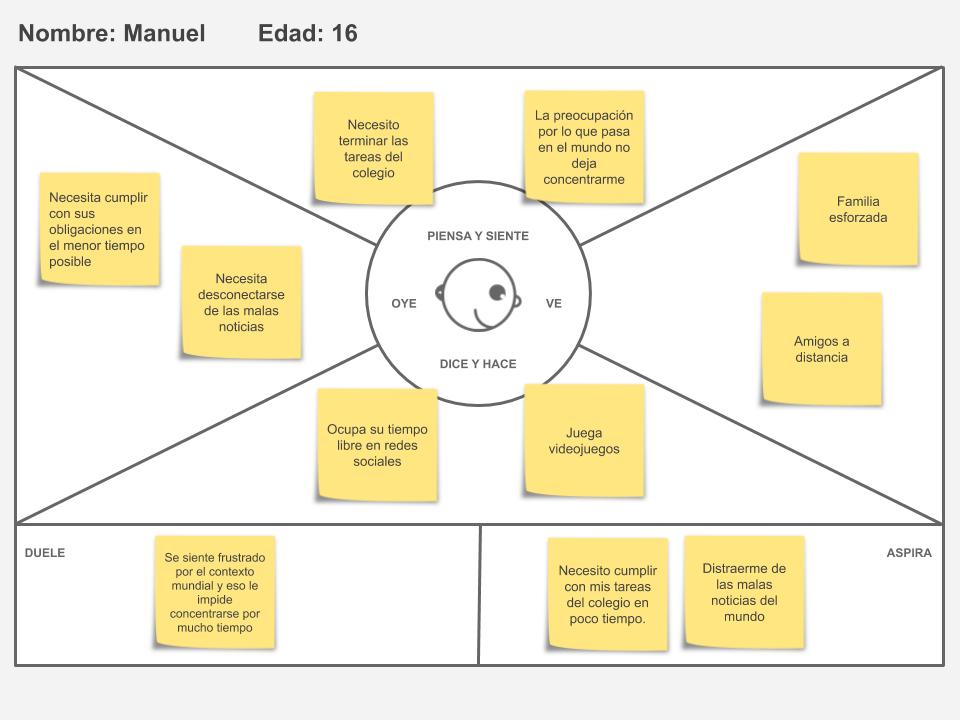 Nombre: Manuel Edad: 16
Necesito
terminar las
tareas del
colegio
La preocupación
por lo que pasa
en el mundo no
deja
concentrarme
Necesita cumplir
con sus
obligaciones en
el menor tiempo
posible
Necesita
desconectarse
de las malas
noticias
PIENSA Y SIENTE
OYE
VE
DICE Y HACE
Familia
esforzada
Amigos a
distancia
Ocupa su tiempo
libre en redes
sociales
Juega
videojuegos
DUELE
Se siente frustrado
por el contexto
mundial y eso le
impide
concentrarse por
mucho tiempo
ASPIRA
Necesito cumplir
con mis tareas
del colegio en
poco tiempo.
Distraerme de
las malas
noticias del
mundo